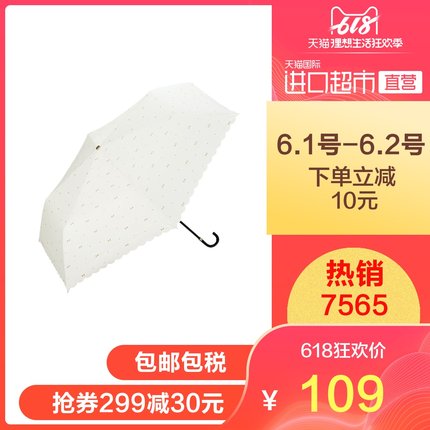 618
天猫 理想生活狂欢季
天猫国际
进口超市 直营
6.1号-6.2号
下单立减
10元
热销
7565
包邮包税
618狂欢价
抢券299减30元
¥ 109